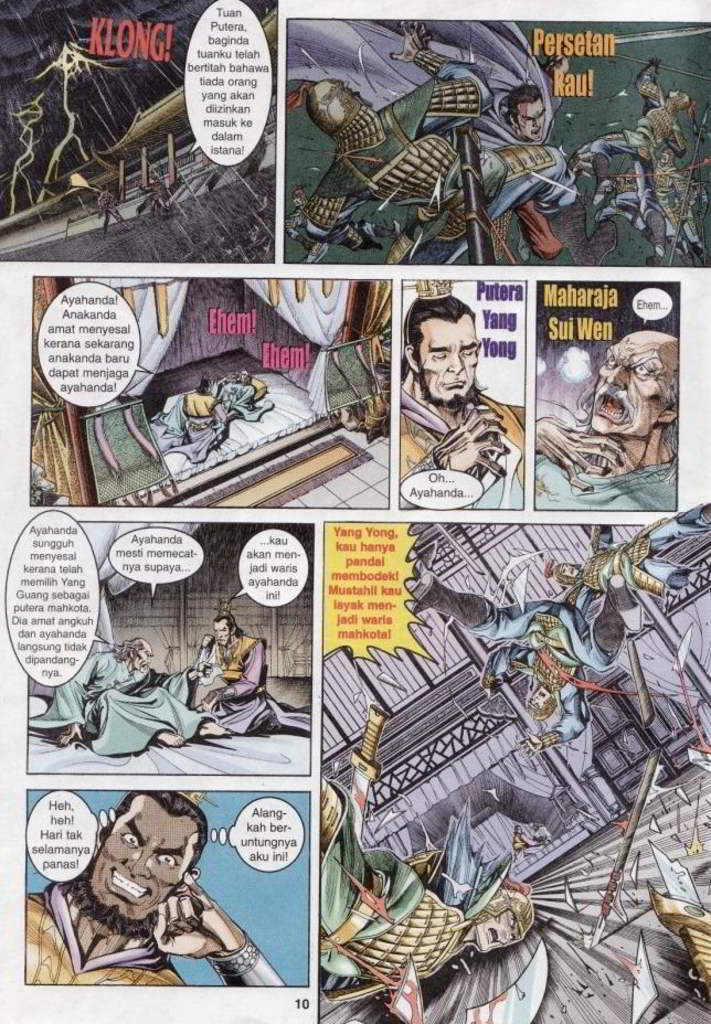 KLONG!
Tuan
Putera,
baginda
tuanku telah
bertitah bahawa
tiada orang
yang akan
diizinkan
masuk ke
dalam
istana!
Persetan
kau!
Ayahanda!
Anakanda
amat menyesal
kerana sekarang
anakanda baru
dapat menjaga
ayahanda!
Ehem!
Ehem!
Putera
Yang
Yong
Oh...
Ayahanda...
Maharaja
Sui Wen
Ehem...
Ayahanda
sungguh
menyesal
kerana telah
memilih Yang
Guang sebagai
putera mahkota.
Dia angkuh
dan ayahanda
langsung tidak
dipandang-
nya.
Ayahanda
mesti memecat-
nya supaya...
...kau
akan men-
jadi waris
ayahanda
ini!
Yang Yong,
kau hanya
pandai
membodek!
Mustahil kau
layak men-
jadi waris
mahkota!
Heh,
heh!
Hari tak
selamanya
panas!
Alang-
kah ber-
untungnya
aku ini!
10